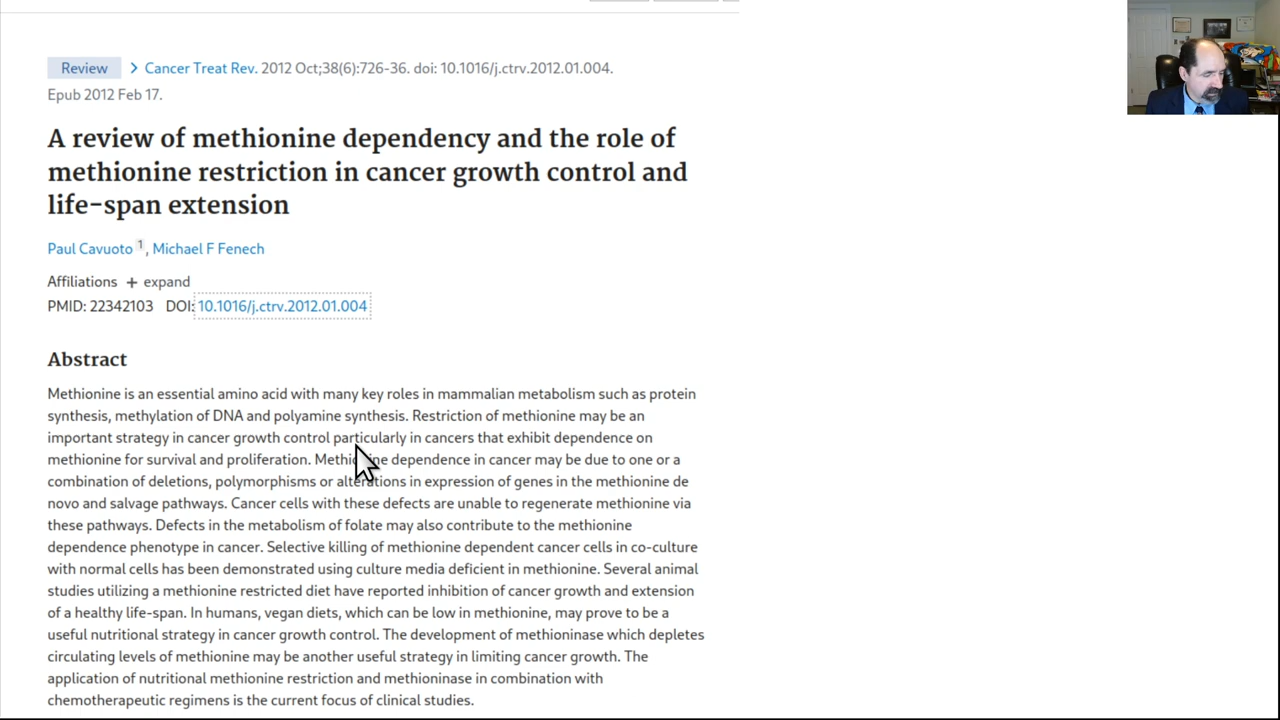 Review > Cancer Treat Rev. 2012 Oct;38(6):726-36. doi: 10.1016/j.ctrv.2012.01.004.
Epub 2012 Feb 17.
A review of methionine dependency and the role of
methionine restriction in cancer growth control and
life-span extension
Paul Cavuoto 1, Michael F Fenech
Affiliations + expand
PMID: 22342103 DOI: 10.1016/j.ctrv.2012.01.004
Abstract
Methionine is an essential amino acid with many key roles in mammalian metabolism such as protein
synthesis, methylation of DNA and polyamine synthesis. Restriction of methionine may be an
important strategy in cancer growth control particularly in cancers that exhibit dependence on
methionine for survival and proliferation. Methionine dependence in cancer may be due to one or a
combination of deletions, polymorphisms or alterations in expression of genes in the methionine de
novo and salvage pathways. Cancer cells with these defects are unable to regenerate methionine via
these pathways. Defects in the metabolism of folate may also contribute to the methionine
dependence phenotype in cancer. Selective killing of methionine dependent cancer cells in co-culture
with normal cells has been demonstrated using culture media deficient in methionine. Several animal
studies utilizing a methionine restricted diet have reported inhibition of cancer growth and extension
of a healthy life-span. In humans, vegan diets, which can be low in methionine, may prove to be a
useful nutritional strategy in cancer growth control. The development of methioninase which depletes
circulating levels of methionine may be another useful strategy in limiting cancer growth. The
application of nutritional methionine restriction and methioninase in combination with
chemotherapeutic regimens is the current focus of clinical studies.